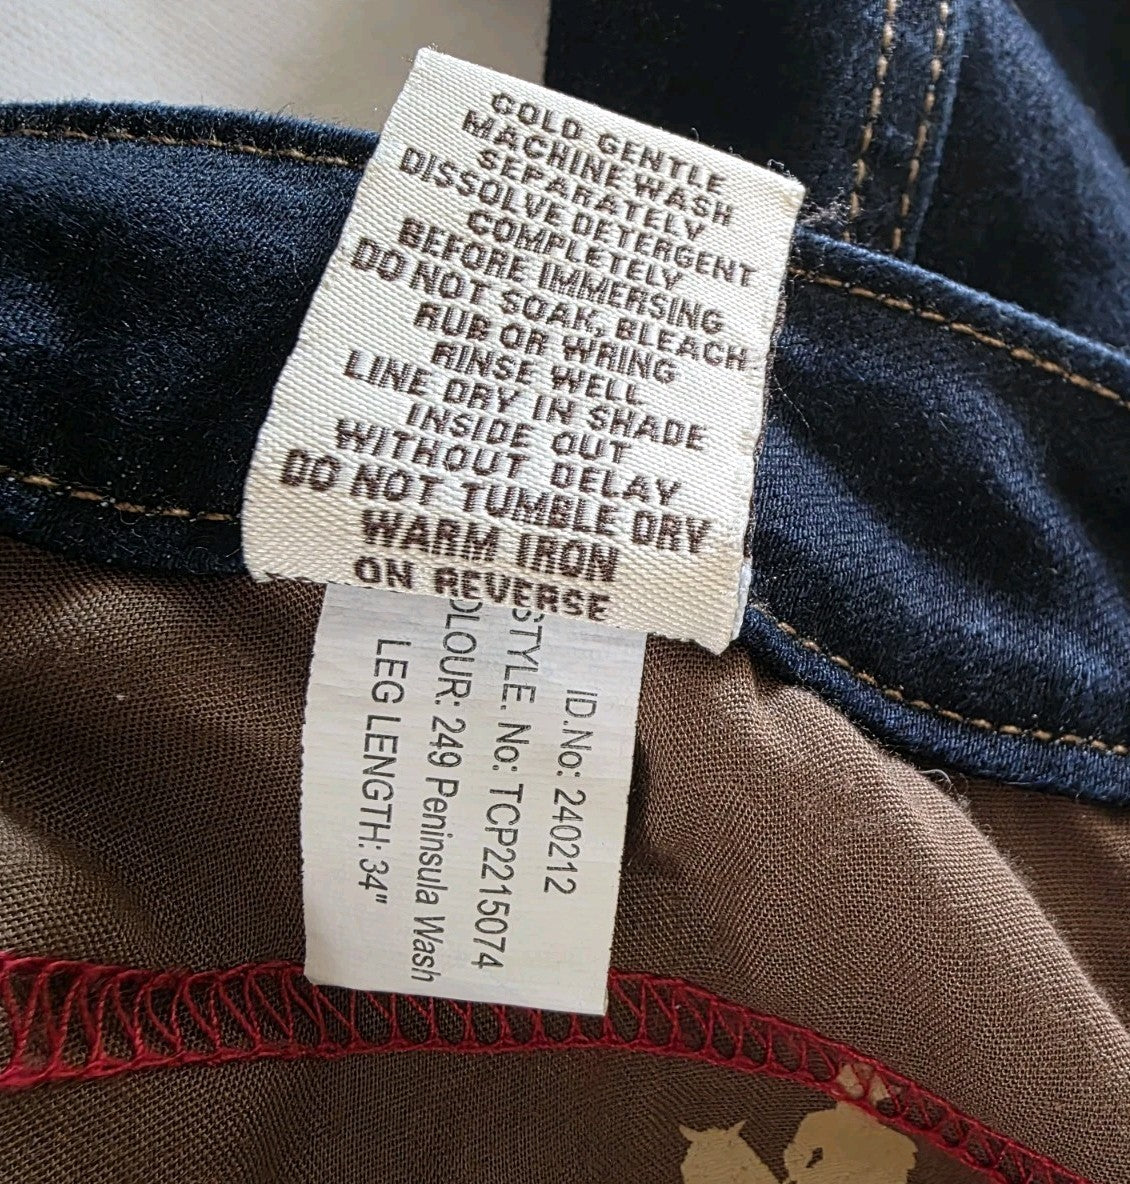 COLD GENTLE
MACHINE WASH
SEPARATELY
DISSOLVE DETERGENT
COMPLETELY
BEFORE IMMERSING
DO NOT SOAK, BLEACH
RUB OR WRING
RINSE WELL
LINE DRY IN SHADE
INSIDE OUT
WITHOUT DELAY
DO NOT TUMBLE DRY
WARM IRON
ON REVERSE
ID.No: 240212
STYLE. No: TCP2215074
OLOUR: 249 Peninsula Wash
LEG LENGTH: 34"